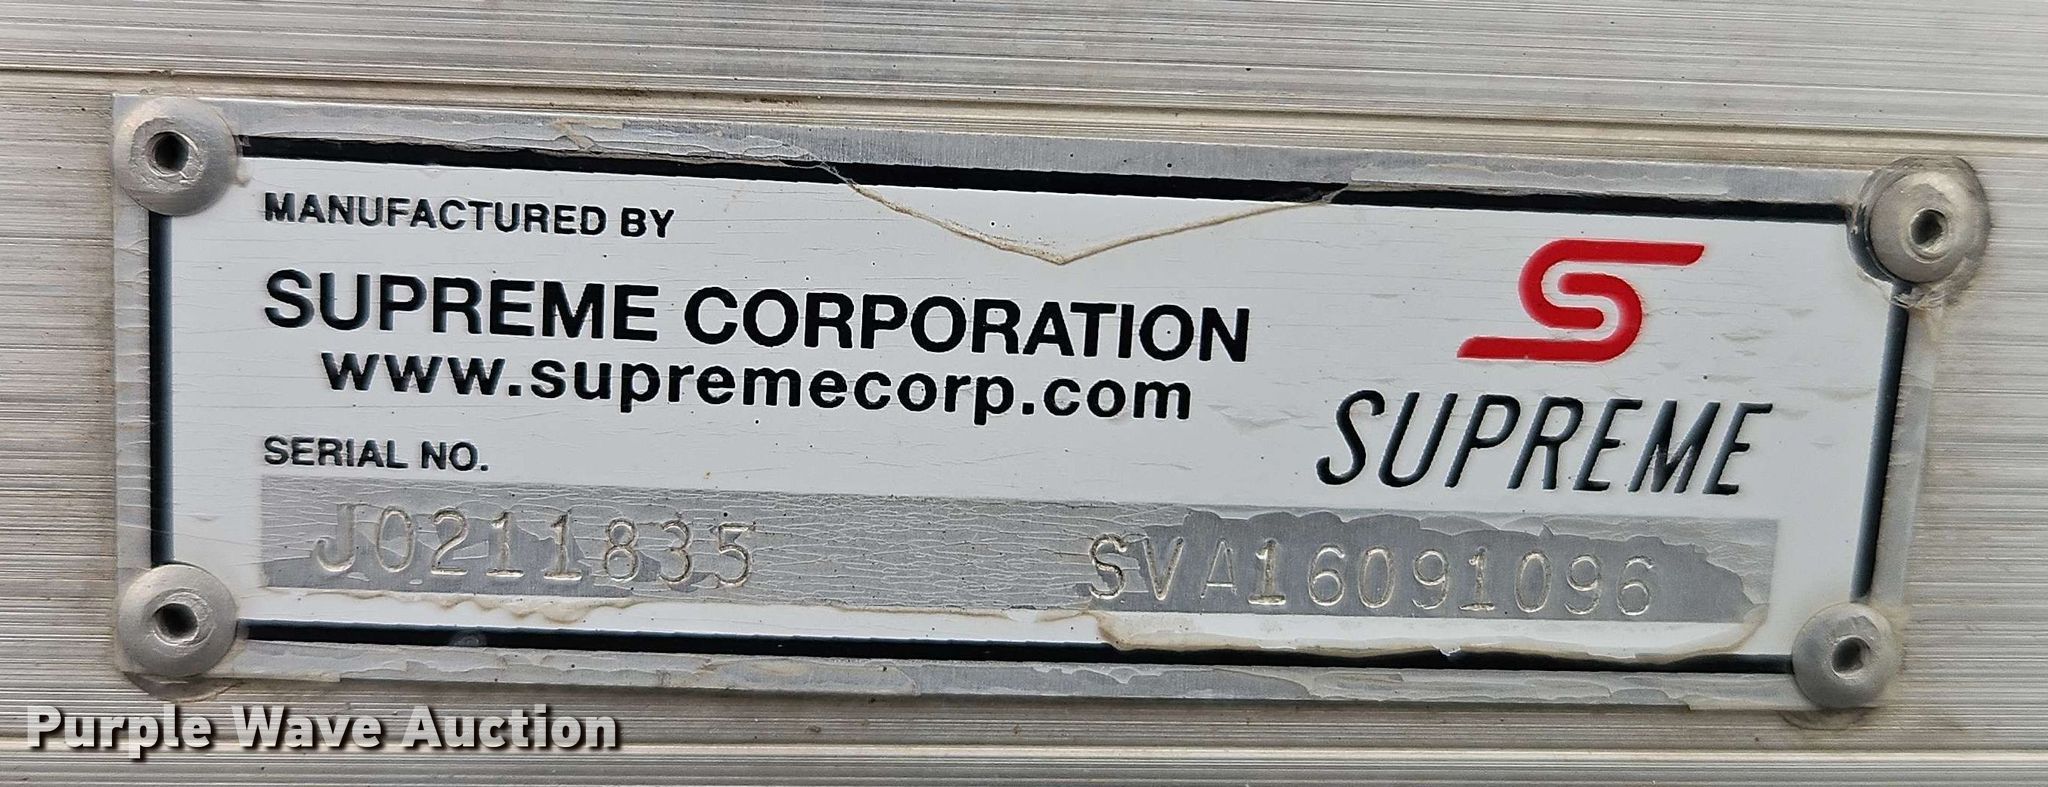 MANUFACTURED BY
SUPREME CORPORATION
www.supremecorp.com
SUPREME
SERIAL NO.
J0211835 SVA16091096
Purple Wave Auction